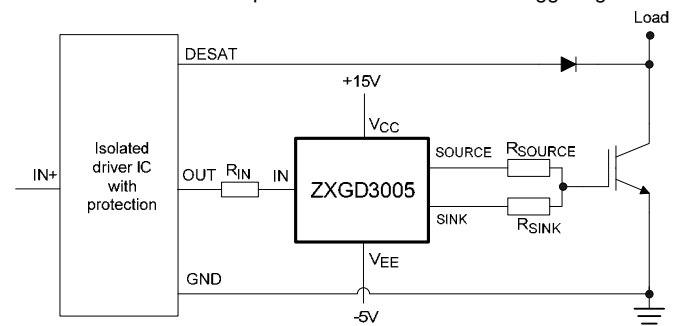 Load
DESAT
+15V
VCC
Isolated
driver IC
with
protection
IN+
OUT
RIN
IN
ZXGD3005
SOURCE
RSOURCE
SINK
RSINK
VEE
GND
-5V